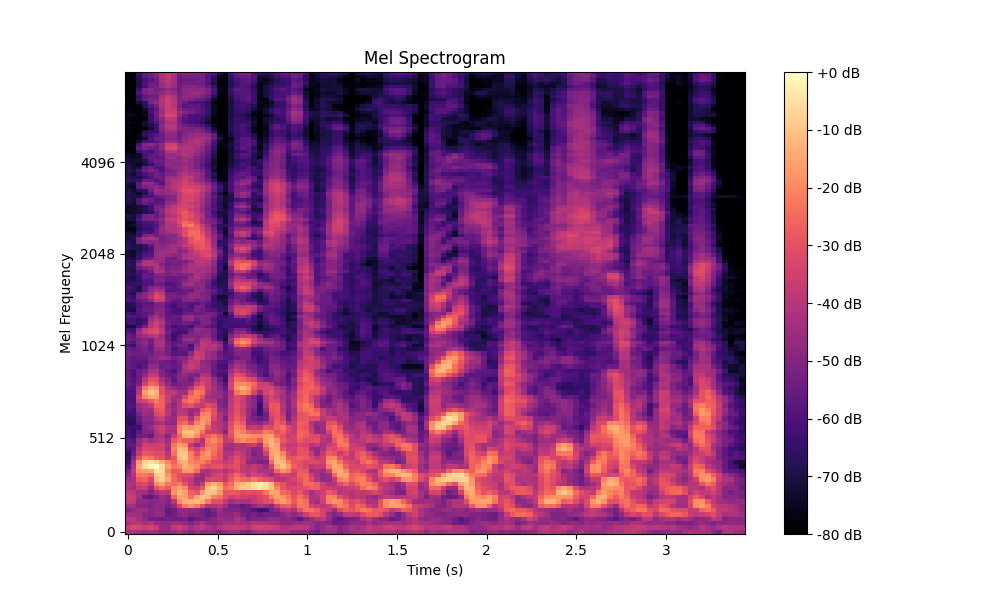 Mel Spectrogram
Mel Frequency
4096
2048
1024
512
0
0
0.5
1
1.5
2
2.5
3
Time (s)
+0 dB
-10 dB
-20 dB
-30 dB
-40 dB
-50 dB
-60 dB
-70 dB
-80 dB